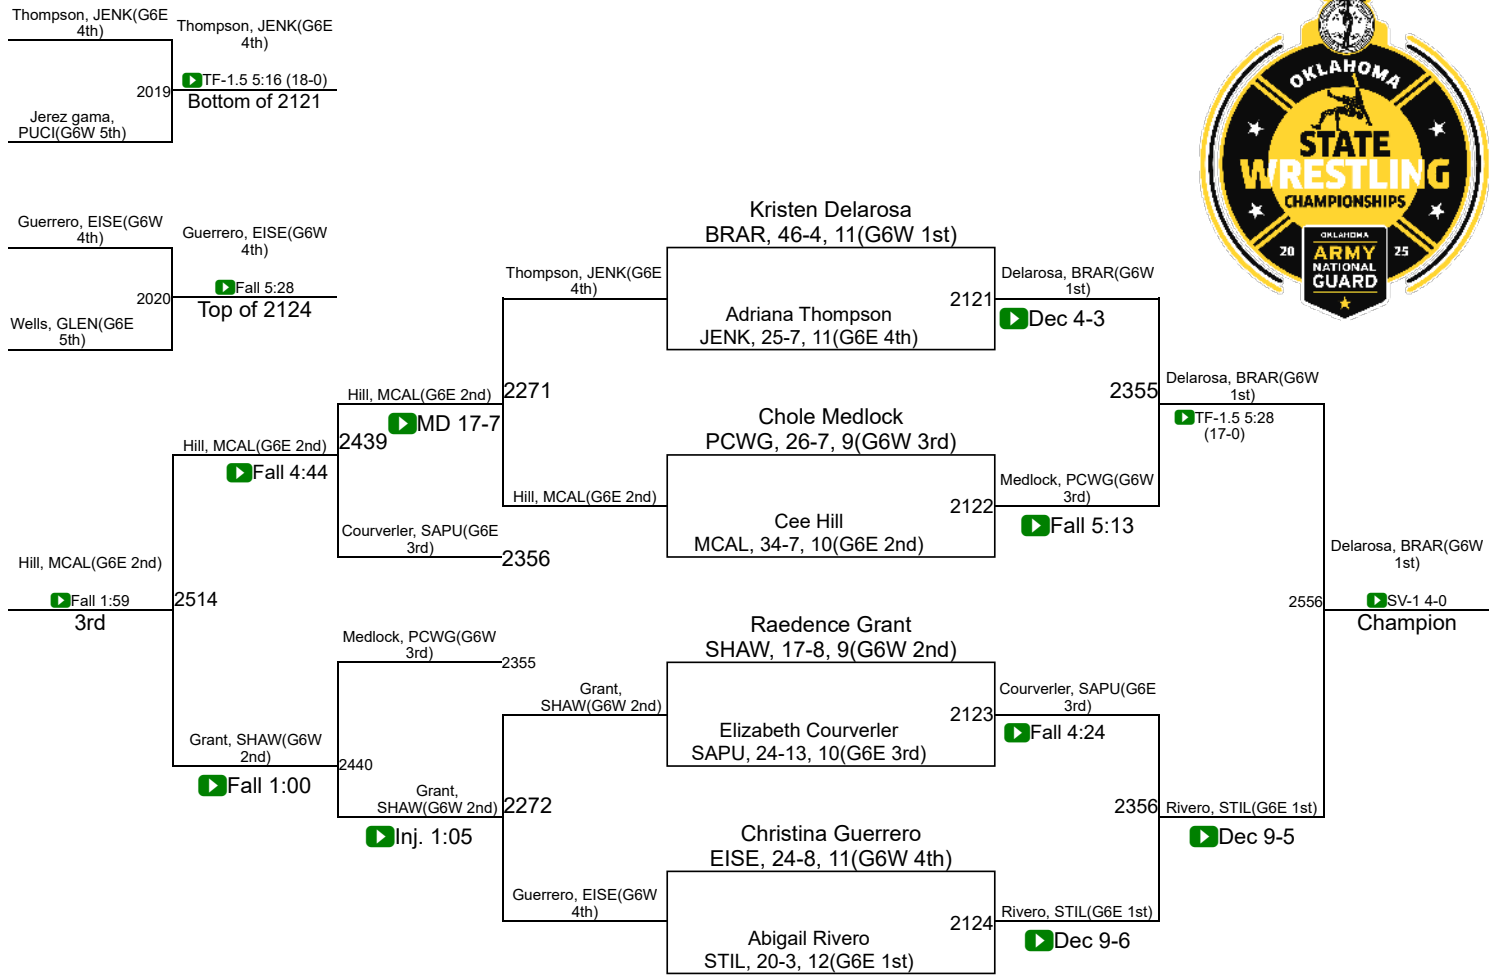 Thompson, JENK(G6E
4th)
Thompson, JENK(G6E
4th)
2019
TF-1.5 5:16 (18-0)
Bottom of 2121
Jerez gama,
PUCI(G6W 5th)
OKLAHOMA
STATE
WRESTLING
CHAMPIONSHIPS
OKLAHOMA
20
ARMY
25
NATIONAL
GUARD
Guerrero, EISE(G6W
4th)
Guerrero, EISE(G6W
4th)
2020
Fall 5:28
Top of 2124
Wells, GLEN(G6E
5th)
Kristen Delarosa
BRAR, 46-4, 11(G6W 1st)
Thompson, JENK(G6E
4th)
2121
Delarosa, BRAR(G6W
1st)
Dec 4-3
Adriana Thompson
JENK, 25-7, 11(G6E 4th)
Hill, MCAL(G6E 2nd)
2271
MD 17-7
2355
Delarosa, BRAR(G6W
1st)
TF-1.5 5:28
(17-0)
Chole Medlock
PCWG, 26-7, 9(G6W 3rd)
Hill, MCAL(G6E 2nd)
2439
Fall 4:44
Hill, MCAL(G6E 2nd)
2122
Medlock, PCWG(G6W
3rd)
Fall 5:13
Cee Hill
MCAL, 34-7, 10(G6E 2nd)
Courverler, SAPU(G6E
3rd)
2356
Hill, MCAL(G6E 2nd)
Fall 1:59
3rd
2514
Delarosa, BRAR(G6W
1st)
2556
SV-1 4-0
Champion
Medlock, PCWG(G6W
3rd)
2355
Raedence Grant
SHAW, 17-8, 9(G6W 2nd)
Grant,
SHAW(G6W 2nd)
2123
Courverler, SAPU(G6E
3rd)
Fall 4:24
Elizabeth Courverler
SAPU, 24-13, 10(G6E 3rd)
Grant, SHAW(G6W
2nd)
2440
Fall 1:00
Grant,
SHAW(G6W 2nd)
2272
Inj. 1:05
2356
Rivero, STIL(G6E 1st)
Dec 9-5
Christina Guerrero
EISE, 24-8, 11(G6W 4th)
Guerrero, EISE(G6W
4th)
2124
Rivero, STIL(G6E 1st)
Dec 9-6
Abigail Rivero
STIL, 20-3, 12(G6E 1st)